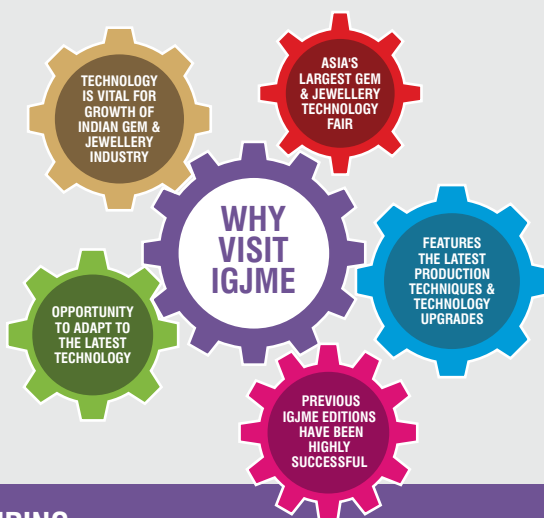 TECHNOLOGY
IS VITAL FOR
GROWTH OF
INDIAN GEM &
JEWELLERY
INDUSTRY
ASIA'S
LARGEST GEM
& JEWELLERY
TECHNOLOGY
FAIR
WHY
VISIT
IGJME
FEATURES
THE LATEST
PRODUCTION
TECHNIQUES &
TECHNOLOGY
UPGRADES
OPPORTUNITY
TO ADAPT TO
THE LATEST
TECHNOLOGY
PREVIOUS
IGJME EDITIONS
HAVE BEEN
HIGHLY
SUCCESSFUL